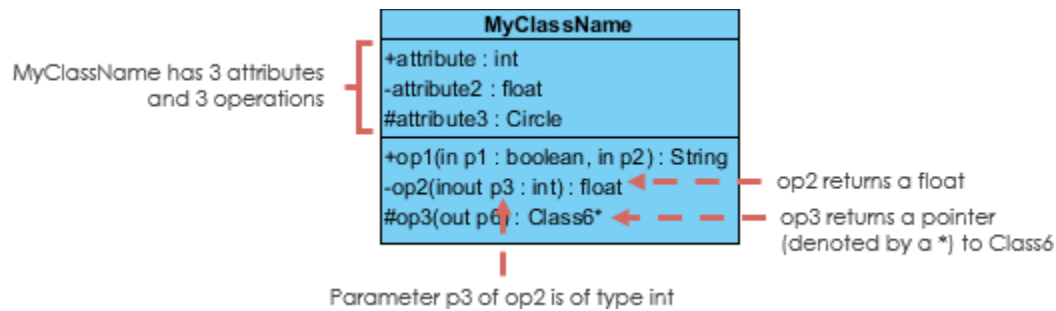 MyClassName
MyClassName has 3 attributes
and 3 operations
+attribute : int
-attribute2 : float
#attribute3 : Circle
+op1(in p1 : boolean, in p2) : String
-op2(inout p3 : int) : float
#op3(out p6) : Class6*
op2 returns a float
op3 returns a pointer
(denoted by a *) to Class6
Parameter p3 of op2 is of type int